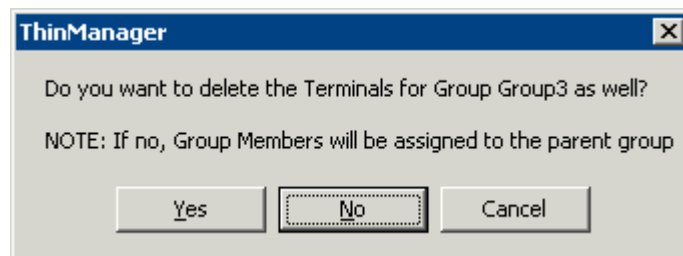 ThinManager
Do you want to delete the Terminals for Group Group3 as well?
NOTE: If no, Group Members will be assigned to the parent group
Yes No Cancel